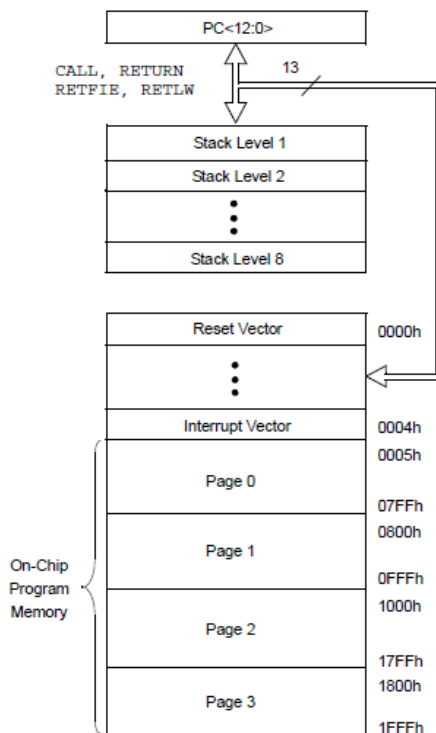 PC<12:0>
CALL, RETURN
RETFIE, RETLW
13
Stack Level 1
Stack Level 2
Stack Level 8
Reset Vector
0000h
Interrupt Vector
0004h
0005h
Page 0
07FFh
0800h
Page 1
0FFFh
On-Chip
Program
Memory
1000h
Page 2
17FFh
1800h
Page 3
1FFFh